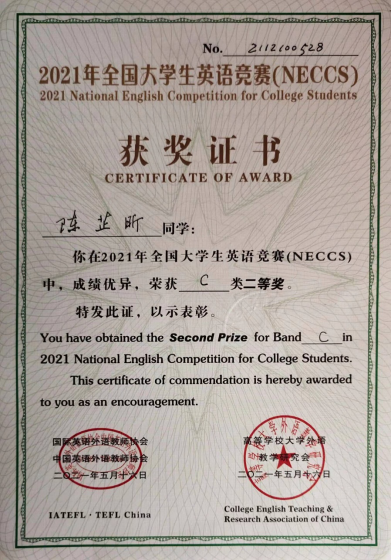 No. 2112100528
2021年全国大学生英语竞赛(NECCS)
2021 National English Competition for College Students
获奖证书
CERTIFICATE OF AWARD
陈芷昕 同学:
你在2021年全国大学生英语竞赛(NECCS)
中，成绩优异，荣获 C 类二等奖。
特发此证，以示表彰。
You have obtained the Second Prize for Band C in
2021 National English Competition for College Students.
This certificate of commendation is hereby awarded
to you as an encouragement.
国际英语外语教师协会
中国英语外语教师协会
二〇二一年五月十六日
高等学校大学外语
教学研究会
二〇二一年五月十六日
IATEFL · TEFL China
College English Teaching &
Research Association of China